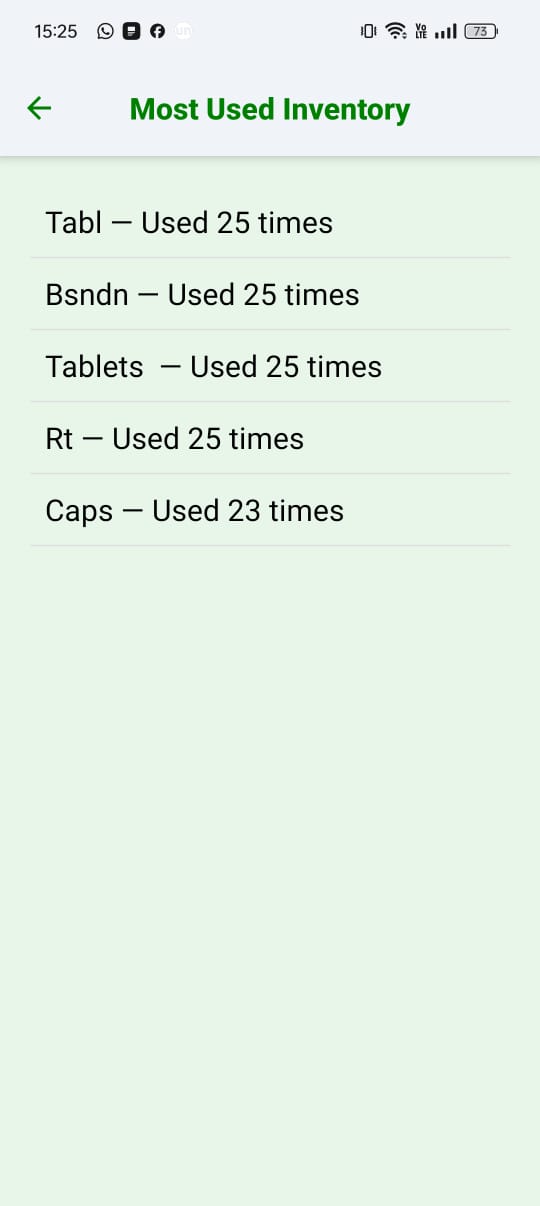 15:25 VO LTE 73
Most Used Inventory
Tabl — Used 25 times
Bsndn — Used 25 times
Tablets — Used 25 times
Rt — Used 25 times
Caps — Used 23 times